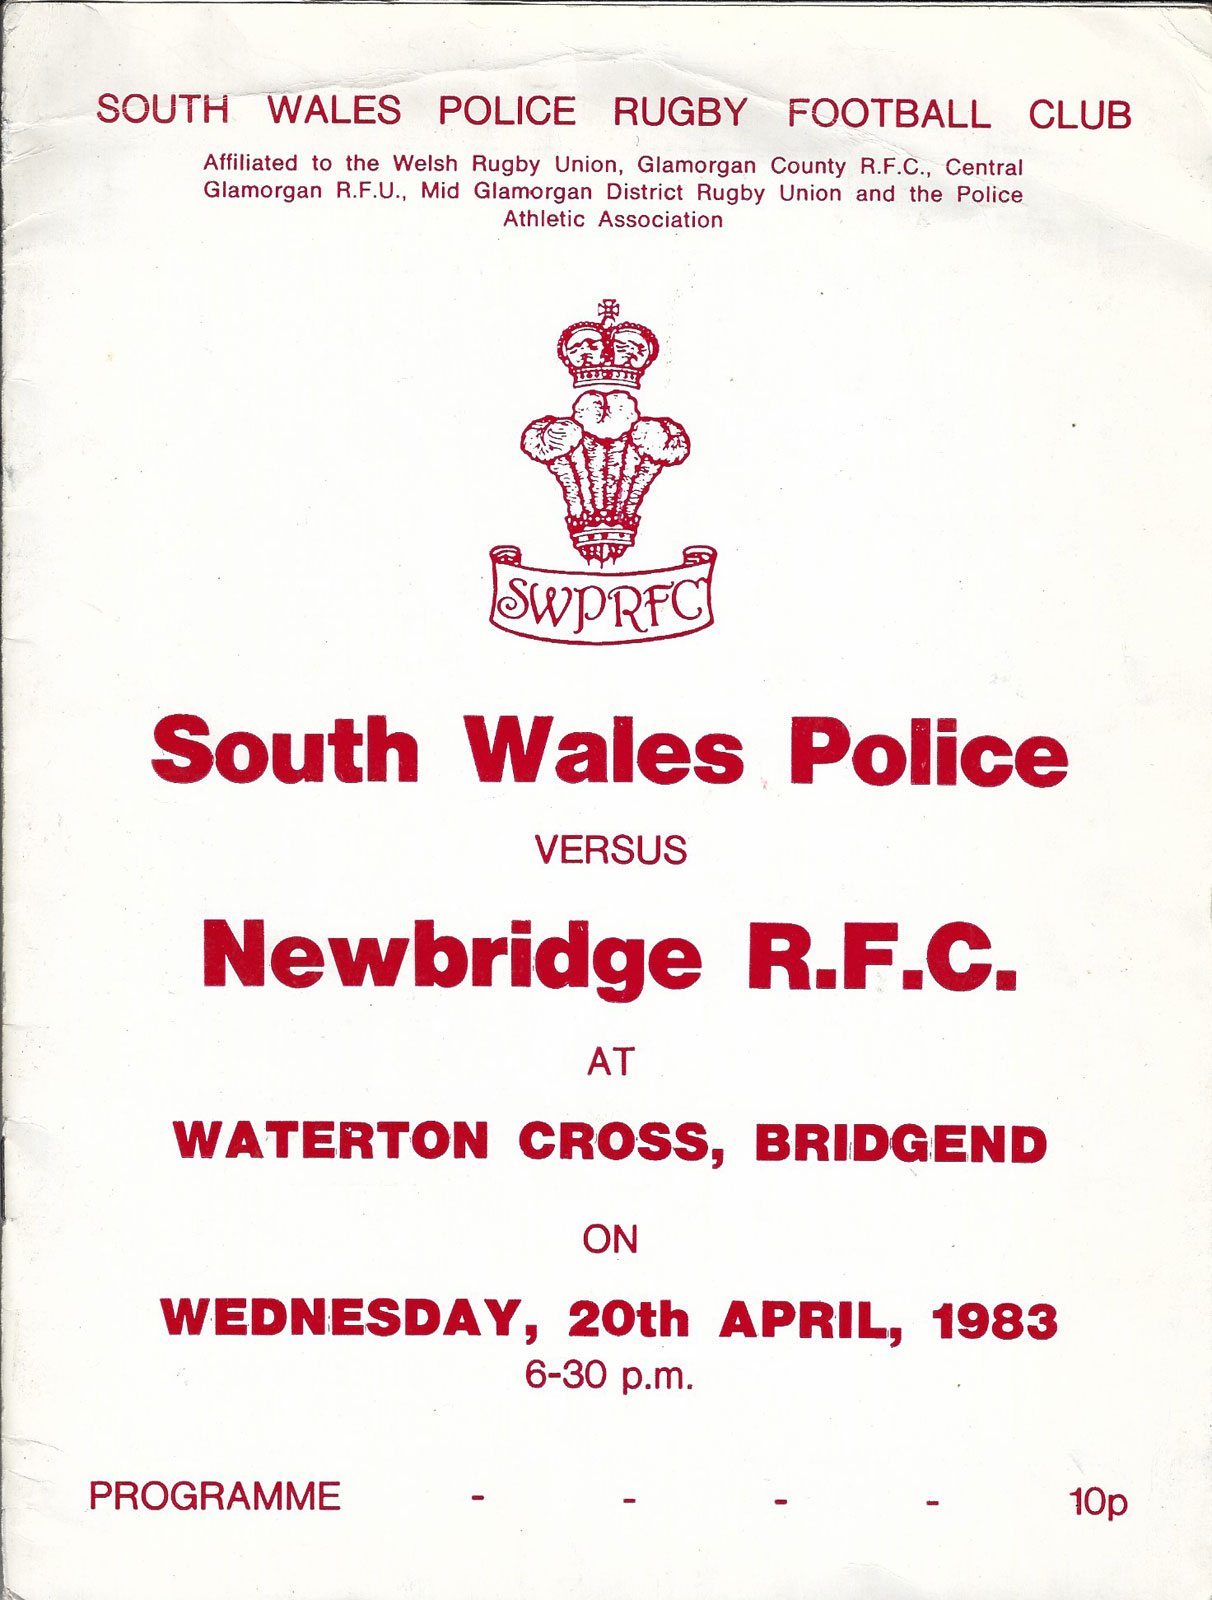 SOUTH WALES POLICE RUGBY FOOTBALL CLUB
Affiliated to the Welsh Rugby Union, Glamorgan County R.F.C., Central
Glamorgan R.F.U., Mid Glamorgan District Rugby Union and the Police
Athletic Association
SWPRFC
South Wales Police
VERSUS
Newbridge R.F.C.
AT
WATERTON CROSS, BRIDGEND
ON
WEDNESDAY, 20th APRIL, 1983
6-30 p.m.
PROGRAMME - - - - 10p